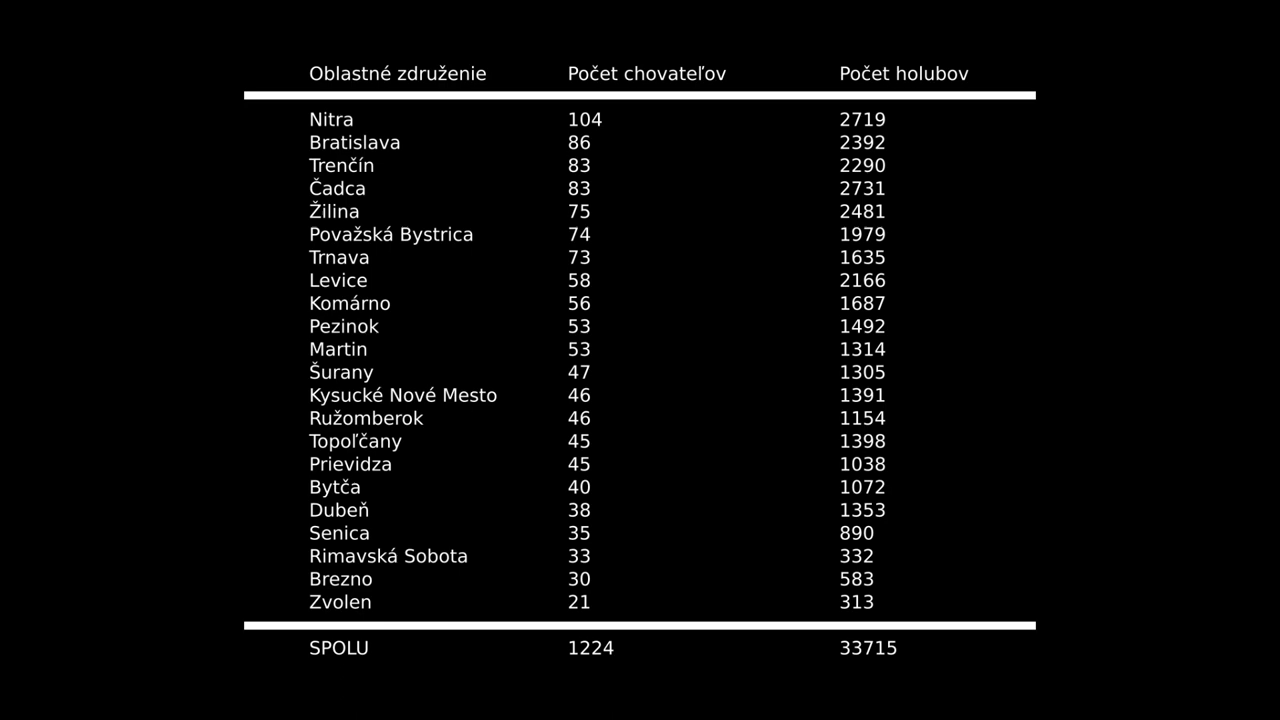 Oblastné združenie Počet chovateľov Počet holubov
Nitra 104 2719
Bratislava 86 2392
Trenčín 83 2290
Čadca 83 2731
Žilina 75 2481
Považská Bystrica 74 1979
Trnava 73 1635
Levice 58 2166
Komárno 56 1687
Pezinok 53 1492
Martin 53 1314
Šurany 47 1305
Kysucké Nové Mesto 46 1391
Ružomberok 46 1154
Topoľčany 45 1398
Prievidza 45 1038
Bytča 40 1072
Dubeň 38 1353
Senica 35 890
Rimavská Sobota 33 332
Brezno 30 583
Zvolen 21 313
SPOLU 1224 33715